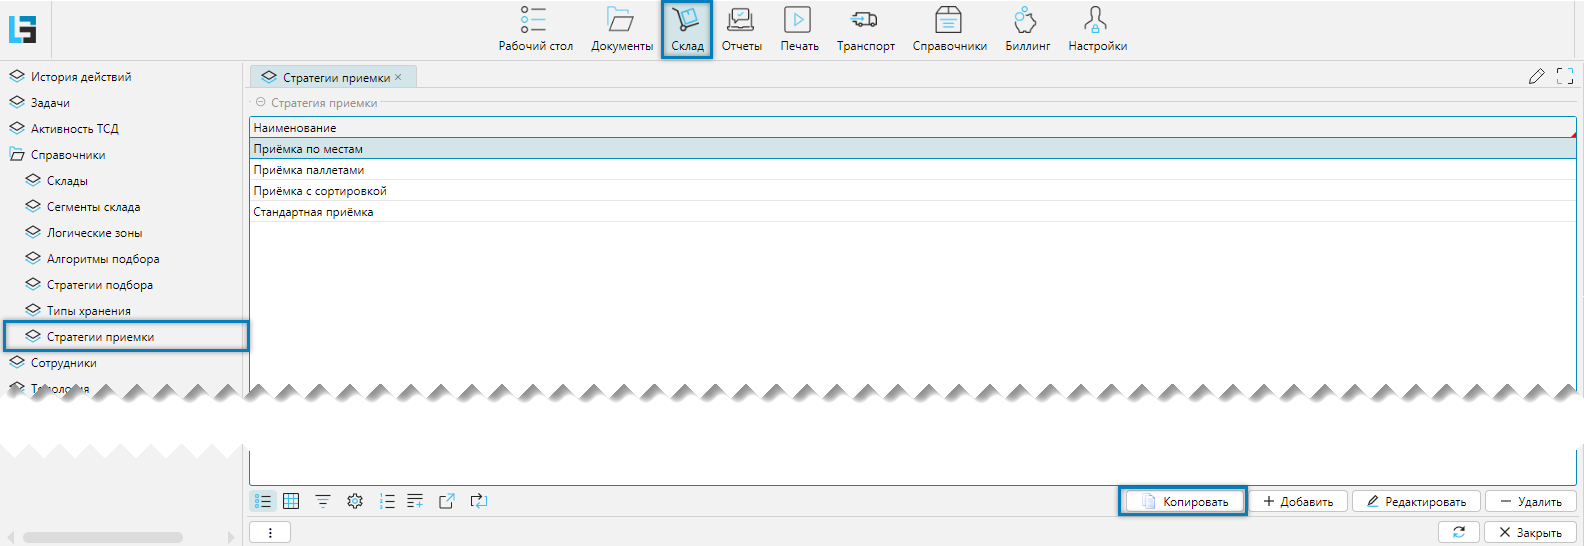 Рабочий стол Документы Склад Отчеты Печать Транспорт Справочники Биллинг Настройки
История действий
Задачи
Активность ТСД
Справочники
Склады
Сегменты склада
Логические зоны
Алгоритмы подбора
Стратегии подбора
Типы хранения
Стратегии приемки
Сотрудники
Топология
Стратегии приемки ×
Стратегия приемки
Наименование
Приёмка по местам
Приёмка паллетами
Приёмка с сортировкой
Стандартная приёмка
Копировать Добавить Редактировать Удалить
Закрыть